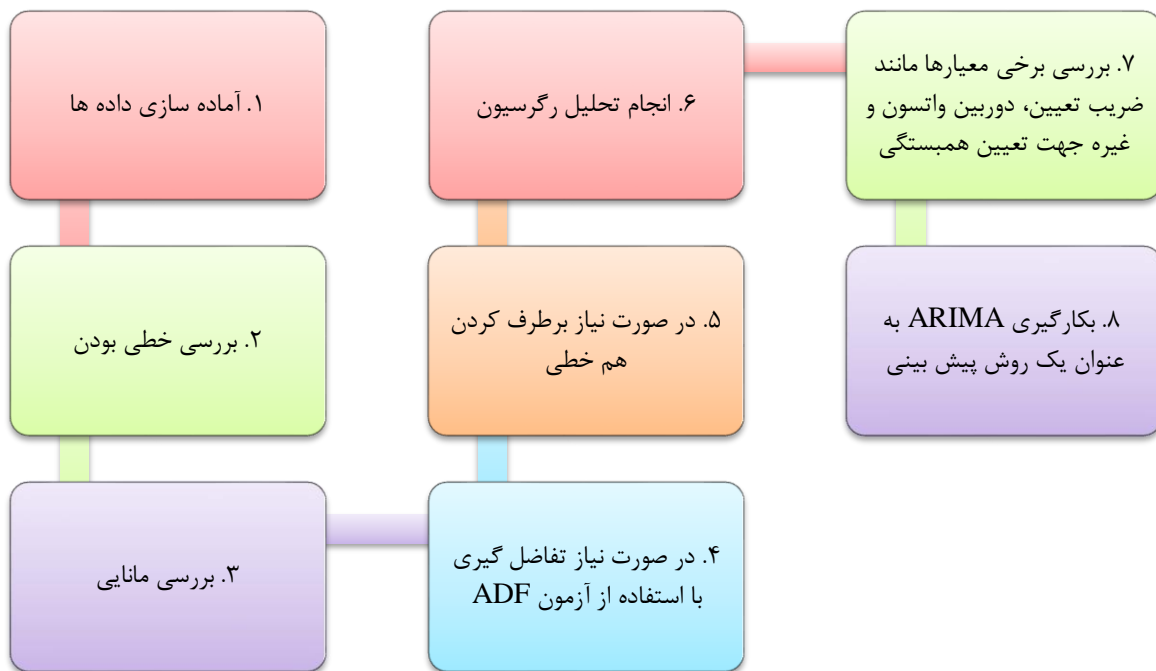 ۱. آماده سازی داده ها
۲. بررسی خطی بودن
۳. بررسی مانایی
۴. در صورت نیاز تفاضل گیری
با استفاده از آزمون ADF
۵. در صورت نیاز برطرف کردن
هم خطی
۶. انجام تحلیل رگرسیون
۷. بررسی برخی معیارها مانند
ضریب تعیین، دوربین واتسون و
غیره جهت تعیین همبستگی
۸. بکارگیری ARIMA به
عنوان یک روش پیش بینی